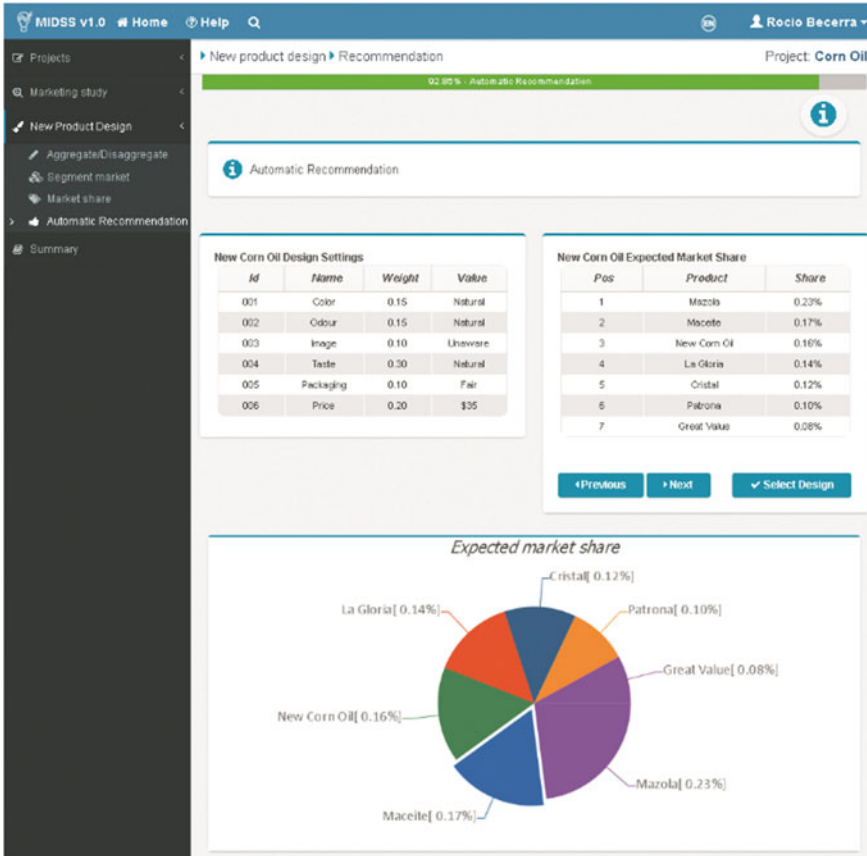 MIDSS v1.0 Home Help EN Rocio Becerra
Projects
Marketing study
New Product Design
Aggregate/Disaggregate
Segment market
Market share
Automatic Recommendation
Summary
New product design Recommendation Project: Corn Oil
92.85% - Automatic Recommendation
Automatic Recommendation
New Corn Oil Design Settings
Id Name Weight Value
001 Color 0.15 Natural
002 Odour 0.15 Natural
003 Image 0.10 Unaware
004 Taste 0.30 Natural
005 Packaging 0.10 Fair
006 Price 0.20 $35
New Corn Oil Expected Market Share
Pos Product Share
1 Mazola 0.23%
2 Maceite 0.17%
3 New Corn Oil 0.16%
4 La Gloria 0.14%
5 Cristal 0.12%
6 Patrona 0.10%
7 Great Value 0.08%
Previous Next Select Design
Expected market share
Cristal[ 0.12%]
La Gloria[ 0.14%]
Patrona[ 0.10%]
Great Value[ 0.08%]
New Corn Oil[ 0.16%]
Mazola[ 0.23%]
Maceite[ 0.17%]